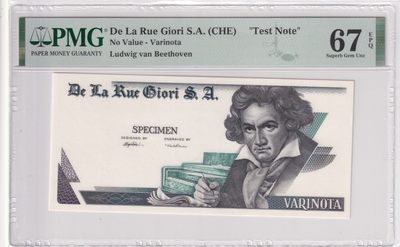 PMG
PAPER MONEY GUARANTY
De La Rue Giori S.A. (CHE) "Test Note"
No Value - Varinota
Ludwig van Beethoven
67 EPQ
Superb Gem Unc
De La Rue Giori S.A.
SPECIMEN
DESIGNED BY ENGRAVED BY
VARINOTA